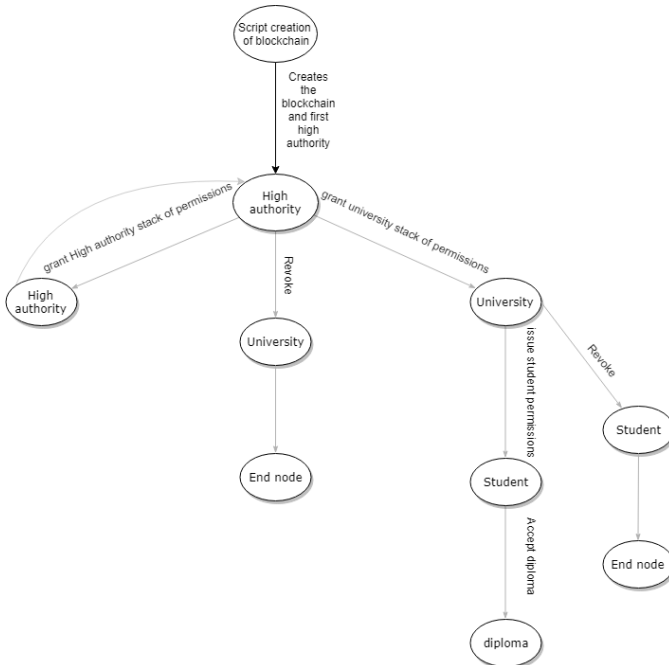 Script creation
of blockchain
Creates
the
blockchain
and first
high
authority
High
authority
grant High authority stack of permissions
grant university stack of permissions
Revoke
High
authority
University
University
issue student permissions
Revoke
Student
End node
Student
Accept diploma
End node
diploma